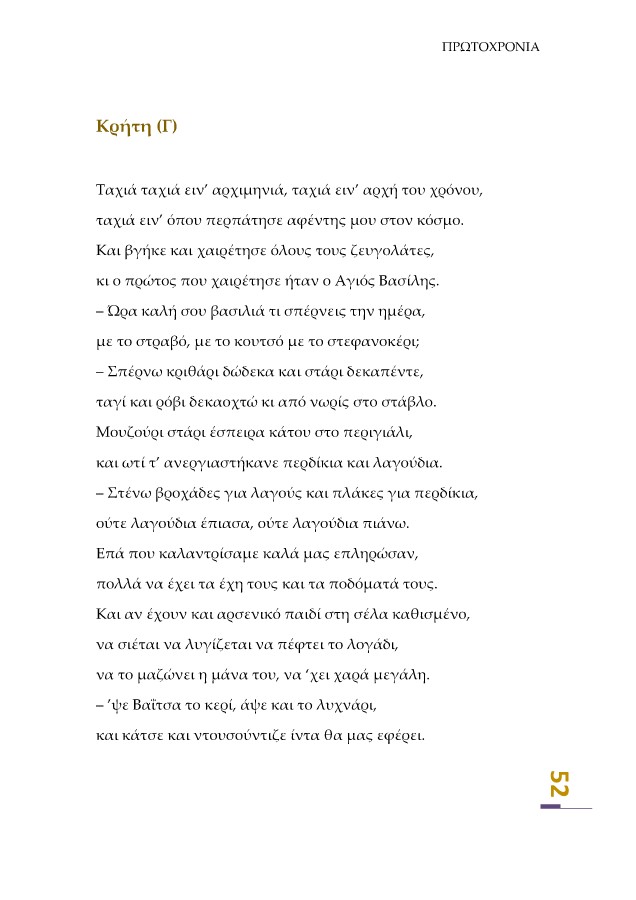 ΠΡΩΤΟΧΡΟΝΙΑ
Κρήτη (Γ)
Ταχιά ταχιά ειν’ αρχιμηνιά, ταχιά ειν’ αρχή του χρόνου,
ταχιά ειν’ όπου περπάτησε αφέντης μου στον κόσμο.
Και βγήκε και χαιρέτησε όλους τους ζευγολάτες,
κι ο πρώτος που χαιρέτησε ήταν ο Αγιός Βασίλης.
– Ώρα καλή σου βασιλιά τι σπέρνεις την ημέρα,
με το στραβό, με το κουτσό με το στεφανοκέρι;
– Σπέρνω κριθάρι δώδεκα και στάρι δεκαπέντε,
ταγί και ρόβι δεκαοχτώ κι από νωρίς στο στάβλο.
Μουζούρι στάρι έσπειρα κάτου στο περιγιάλι,
και ωτί τ’ ανεργιαστήκανε περδίκια και λαγούδια.
– Στένω βροχάδες για λαγούς και πλάκες για περδίκια,
ούτε λαγούδια έπιασα, ούτε λαγούδια πιάνω.
Επά που καλαντρίσαμε καλά μας επληρώσαν,
πολλά να έχει τα έχη τους και τα ποδόματά τους.
Και αν έχουν και αρσενικό παιδί στη σέλα καθισμένο,
να σιέται να λυγίζεται να πέφτει το λογάδι,
να το μαζώνει η μάνα του, να ‘χει χαρά μεγάλη.
– ’ψε Βαΐτσα το κερί, άψε και το λυχνάρι,
και κάτσε και ντουσούντιζε ίντα θα μας εφέρει.
52